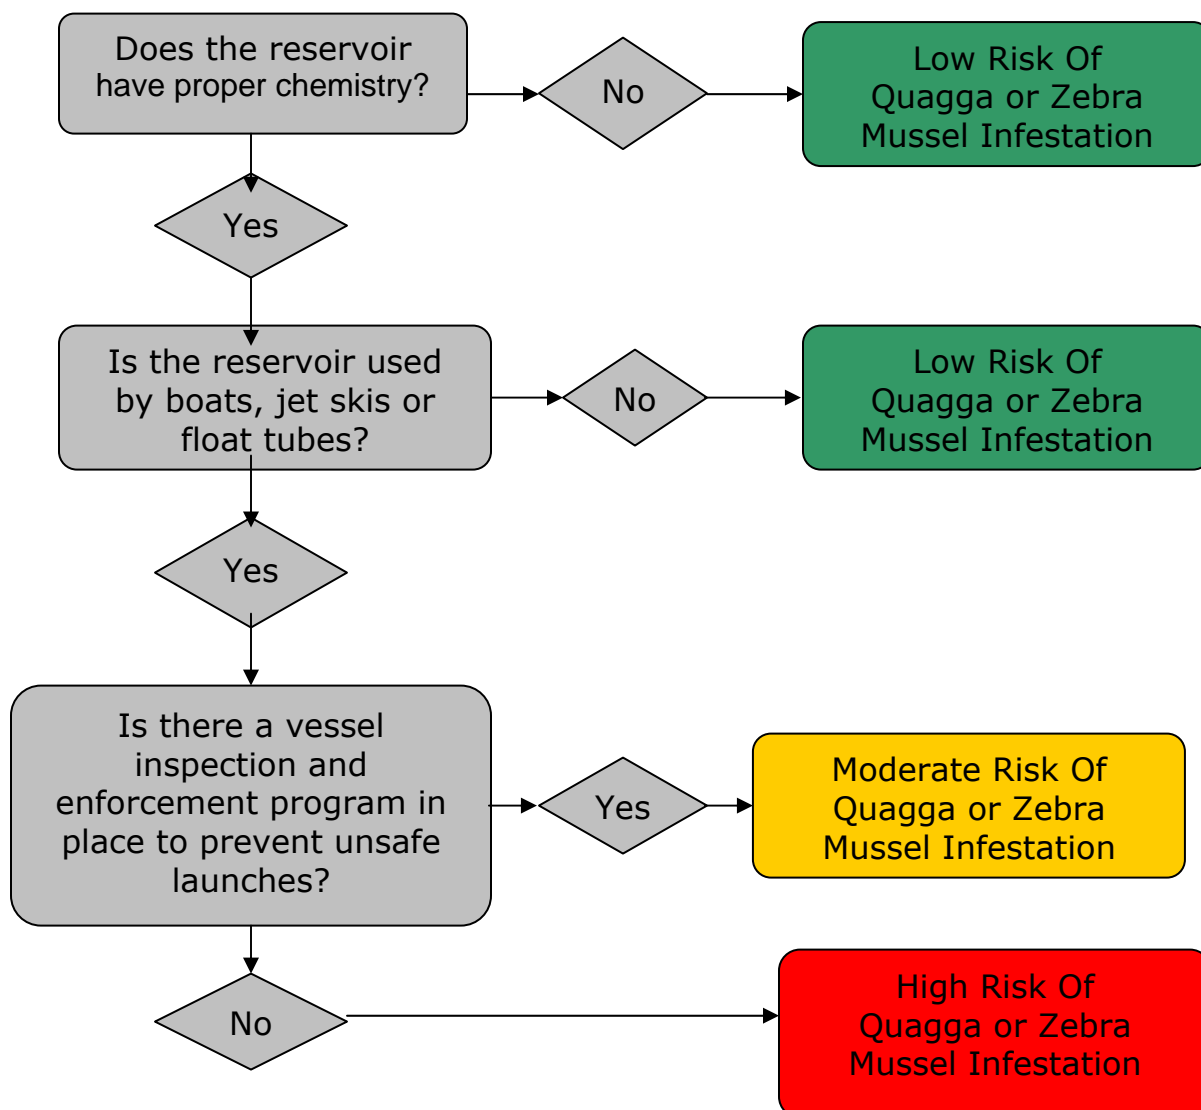 Does the reservoir
have proper chemistry?
No
Low Risk Of
Quagga or Zebra
Mussel Infestation
Yes
Is the reservoir used
by boats, jet skis or
float tubes?
No
Low Risk Of
Quagga or Zebra
Mussel Infestation
Yes
Is there a vessel
inspection and
enforcement program in
place to prevent unsafe
launches?
Yes
Moderate Risk Of
Quagga or Zebra
Mussel Infestation
No
High Risk Of
Quagga or Zebra
Mussel Infestation